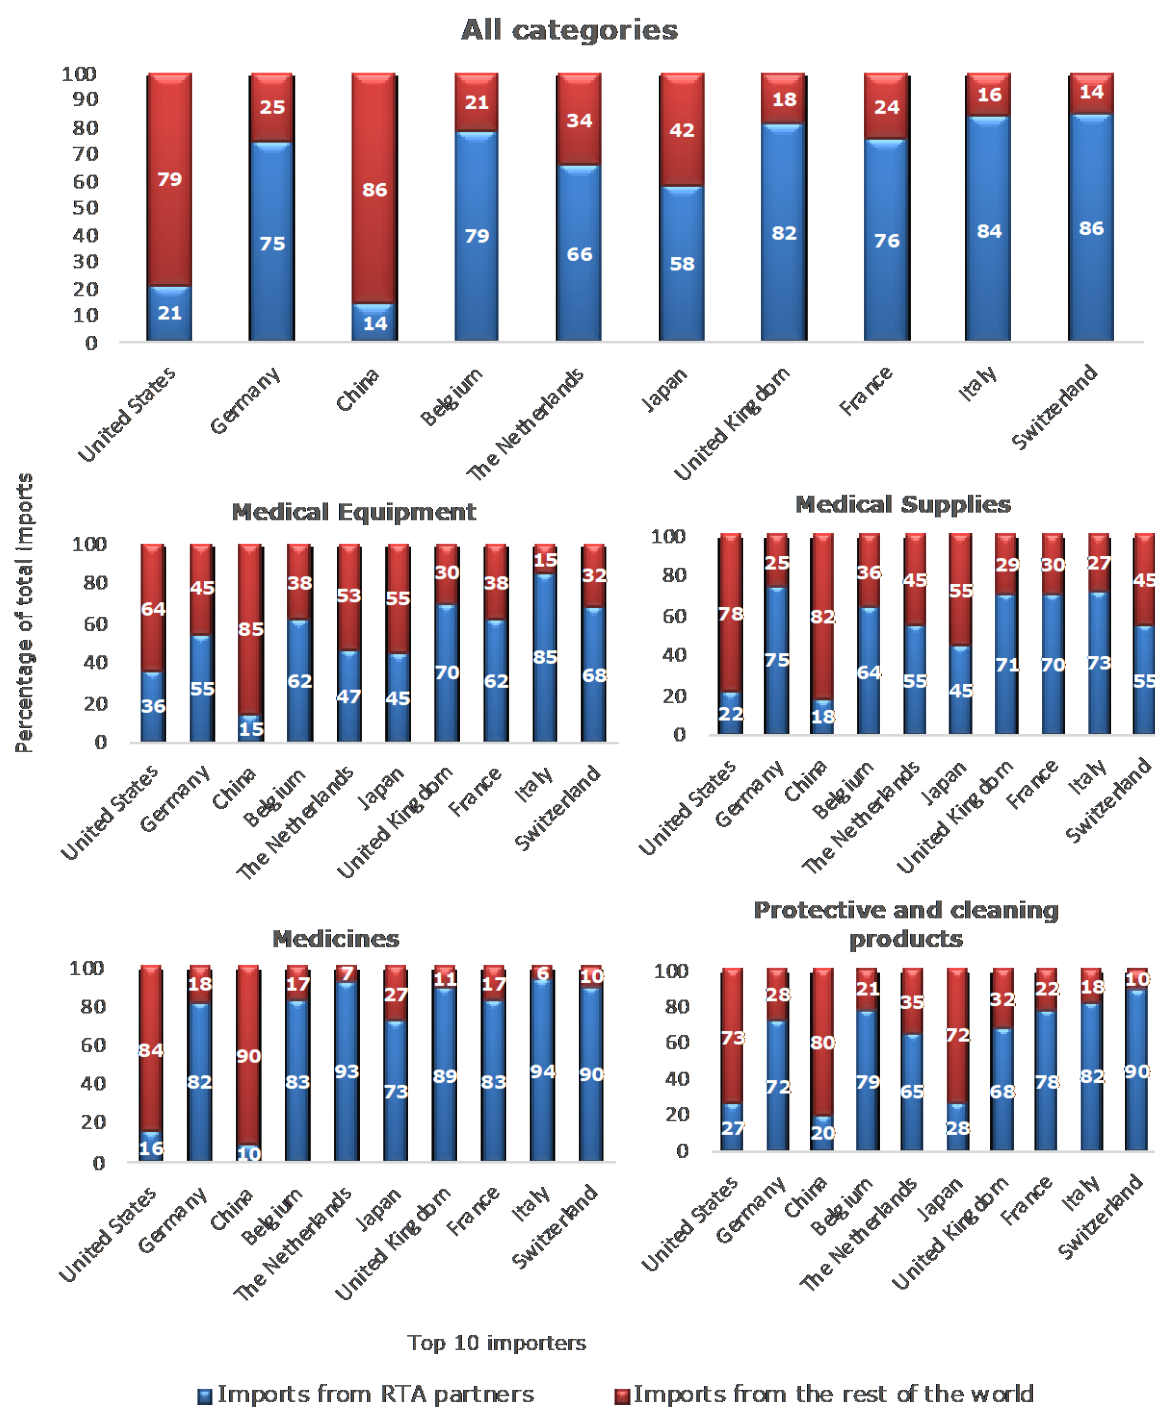 All categories
100
90
80
70
60
50
40
30
20
10
0
79 25 86 21 34 42 18 24 16 14
21 75 14 79 66 58 82 76 84 86
United States Germany China Belgium The Netherlands Japan United Kingdom France Italy Switzerland
Percentage of total imports
Medical Equipment
100
80
60
40
20
0
64 45 85 38 53 55 30 38 15 32
36 55 15 62 47 45 70 62 85 68
United States Germany China Belgium The Netherlands Japan United Kingdom France Italy Switzerland
Medical Supplies
100
80
60
40
20
0
78 25 82 36 45 55 29 30 27 45
22 75 18 64 55 45 71 70 73 55
United States Germany China Belgium The Netherlands Japan United Kingdom France Italy Switzerland
Medicines
100
80
60
40
20
0
84 18 90 17 7 27 11 17 6 10
16 82 10 83 93 73 89 83 94 90
United States Germany China Belgium The Netherlands Japan United Kingdom France Italy Switzerland
Protective and cleaning
products
100
80
60
40
20
0
73 28 80 21 35 72 32 22 18 10
27 72 20 79 65 28 68 78 82 90
United States Germany China Belgium The Netherlands Japan United Kingdom France Italy Switzerland
Top 10 importers
Imports from RTA partners Imports from the rest of the world